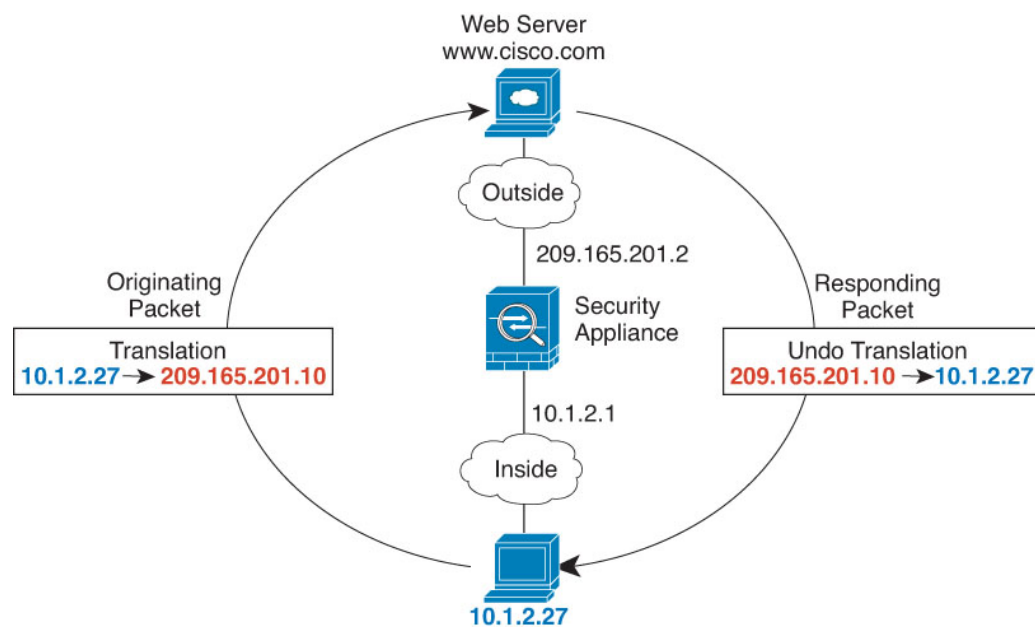 Web Server
www.cisco.com
Outside
209.165.201.2
Originating
Packet
Responding
Packet
Security
Appliance
Translation
10.1.2.27 209.165.201.10
Undo Translation
209.165.201.10 10.1.2.27
10.1.2.1
Inside
10.1.2.27